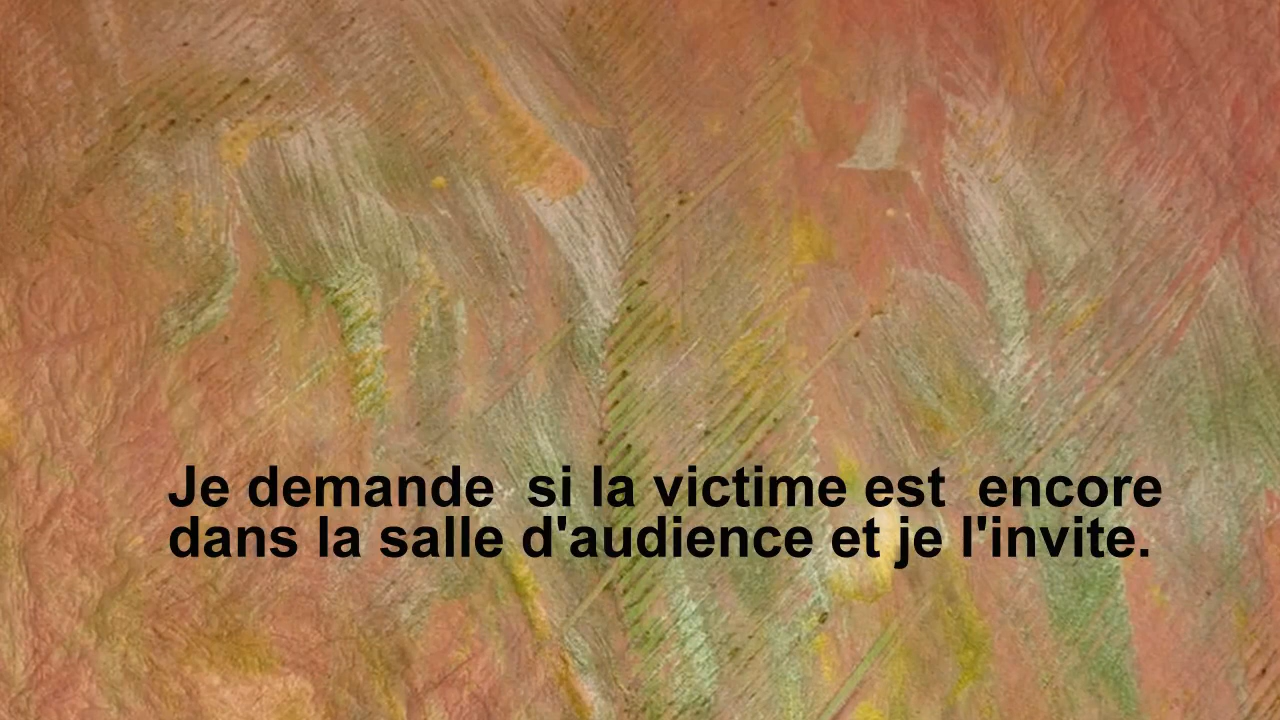 Je demande  si la victime est  encore
dans la salle d'audience et je l'invite.